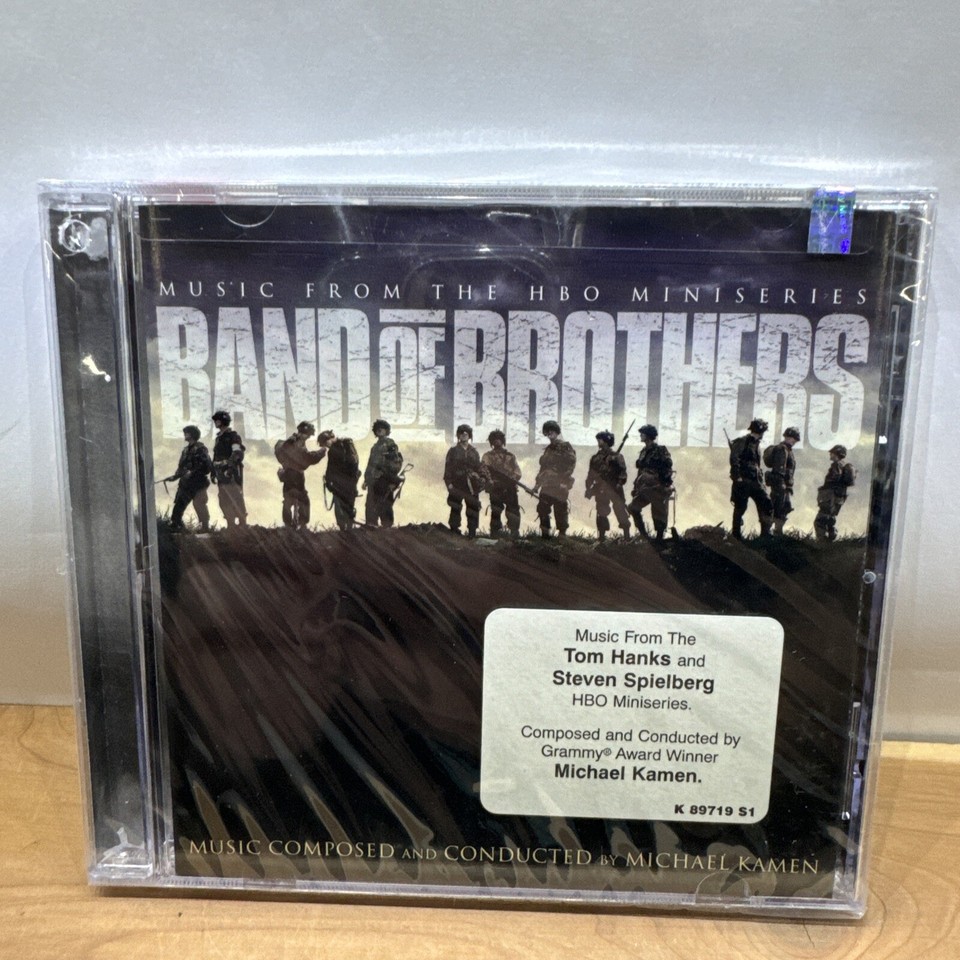 MUSIC FROM THE HBO MINISERIES
BAND OF BROTHERS
Music From The
Tom Hanks and
Steven Spielberg
HBO Miniseries.
Composed and Conducted by
Grammy® Award Winner
Michael Kamen.
K 89719 S1
MUSIC COMPOSED AND CONDUCTED BY MICHAEL KAMEN